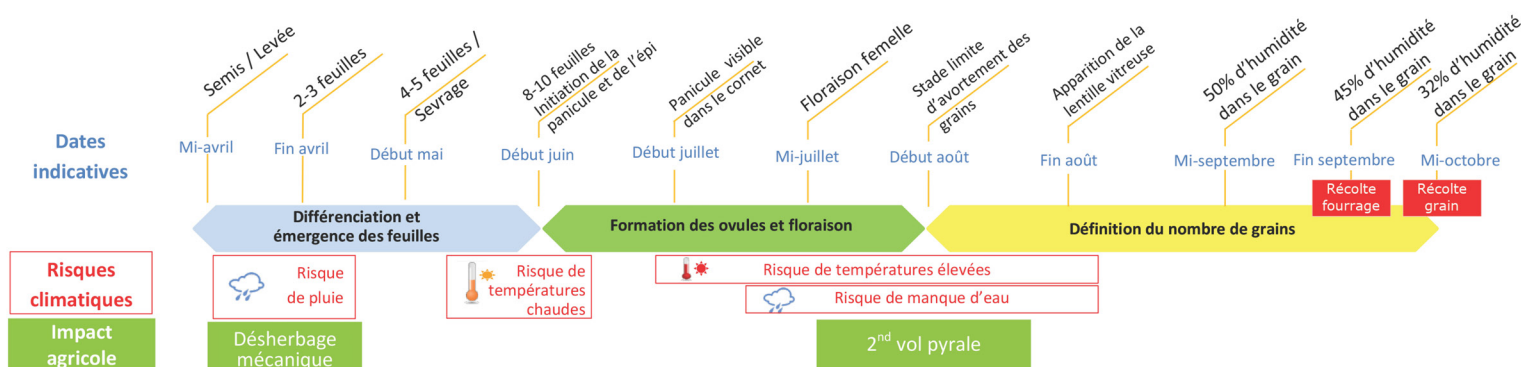 Semis / Levée
2-3 feuilles
4-5 feuilles /
Sevrage
8-10 feuilles
Initiation de la
panicule et de l'épi
Panicule visible
dans le cornet
Floraison femelle
Stade limite
d'avortement des
grains
Apparition de la
lentille vitreuse
50% d'humidité
dans le grain
45% d'humidité
dans le grain
32% d'humidité
dans le grain
Dates
indicatives
Mi-avril
Fin avril
Début mai
Début juin
Début juillet
Mi-juillet
Début août
Fin août
Mi-septembre
Fin septembre
Mi-octobre
Récolte
fourrage
Récolte
grain
Différenciation et
émergence des feuilles
Formation des ovules et floraison
Définition du nombre de grains
Risques
climatiques
Risque
de pluie
Risque de
températures
chaudes
Risque de températures élevées
Risque de manque d'eau
Impact
agricole
Désherbage
mécanique
2nd vol pyrale